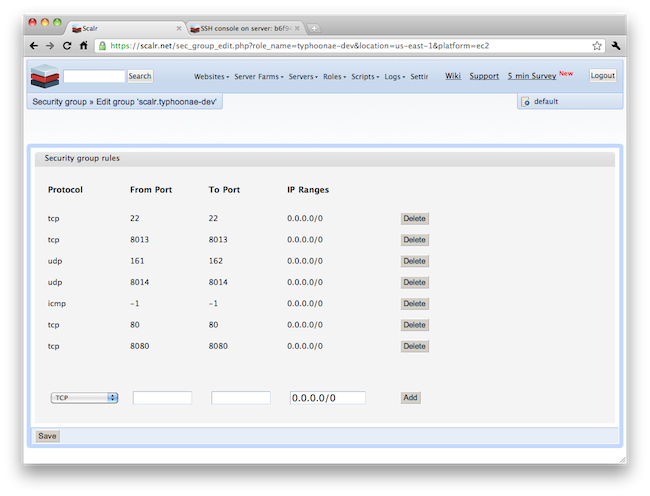 Scalr
SSH console on server: b6f9
https://scalr.net/sec_group_edit.php?role_name=typhoonae-dev&location=us-east-1&platform=ec2
Search
Websites Server Farms Servers Roles Scripts Logs Settin
Wiki Support 5 min Survey New
Logout
Security group » Edit group 'scalr.typhoonae-dev'
default
Security group rules
Protocol From Port To Port IP Ranges
tcp 22 22 0.0.0.0/0 Delete
tcp 8013 8013 0.0.0.0/0 Delete
udp 161 162 0.0.0.0/0 Delete
udp 8014 8014 0.0.0.0/0 Delete
icmp -1 -1 0.0.0.0/0 Delete
tcp 80 80 0.0.0.0/0 Delete
tcp 8080 8080 0.0.0.0/0 Delete
TCP 0.0.0.0/0 Add
Save